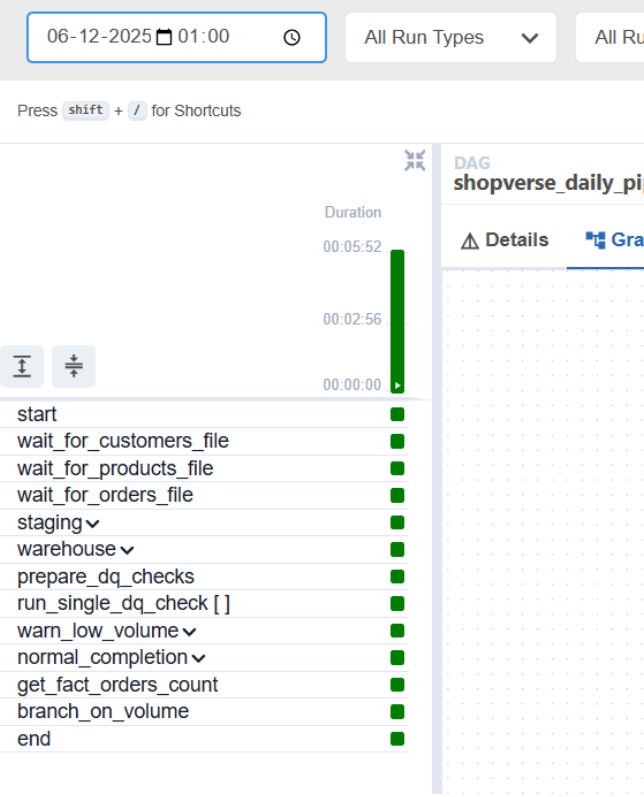 06-12-2025 01:00 All Run Types All Ru
Press shift + / for Shortcuts
DAG
shopverse_daily_pi
Details Gra
Duration
00:05:52
00:02:56
00:00:00
start
wait_for_customers_file
wait_for_products_file
wait_for_orders_file
staging
warehouse
prepare_dq_checks
run_single_dq_check [ ]
warn_low_volume
normal_completion
get_fact_orders_count
branch_on_volume
end